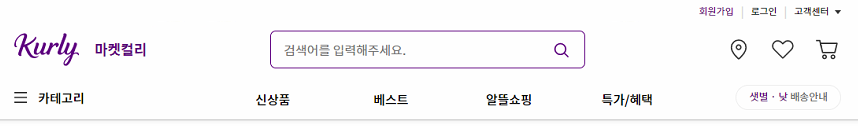 회원가입 로그인 고객센터
Kurly 마켓컬리 검색어를 입력해주세요.
카테고리 신상품 베스트 알뜰쇼핑 특가/혜택 샛별·낮 배송안내